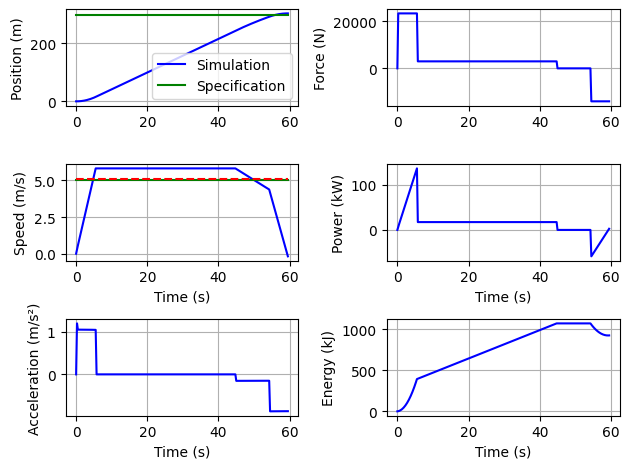 Position (m)
200
0
Simulation
Specification
0 20 40 60
Force (N)
20000
0
0 20 40 60
Speed (m/s)
5.0
2.5
0.0
0 20 40 60
Time (s)
Power (kW)
100
0
0 20 40 60
Time (s)
Acceleration (m/s²)
1
0
0 20 40 60
Time (s)
Energy (kJ)
1000
500
0
0 20 40 60
Time (s)